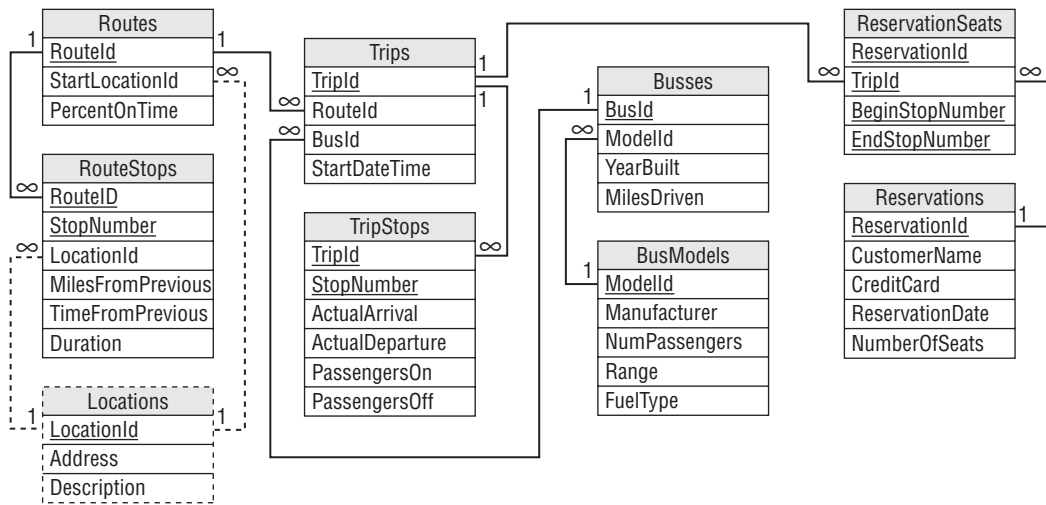 Routes
RouteId
StartLocationId
PercentOnTime
1
1
∞
RouteStops
RouteID
StopNumber
LocationId
MilesFromPrevious
TimeFromPrevious
Duration
∞
∞
Locations
LocationId
Address
Description
1
1
Trips
TripId
RouteId
BusId
StartDateTime
∞
∞
1
1
TripStops
TripId
StopNumber
ActualArrival
ActualDeparture
PassengersOn
PassengersOff
∞
Busses
BusId
ModelId
YearBuilt
MilesDriven
1
∞
BusModels
ModelId
Manufacturer
NumPassengers
Range
FuelType
1
ReservationSeats
ReservationId
TripId
BeginStopNumber
EndStopNumber
∞
∞
Reservations
ReservationId
CustomerName
CreditCard
ReservationDate
NumberOfSeats
1